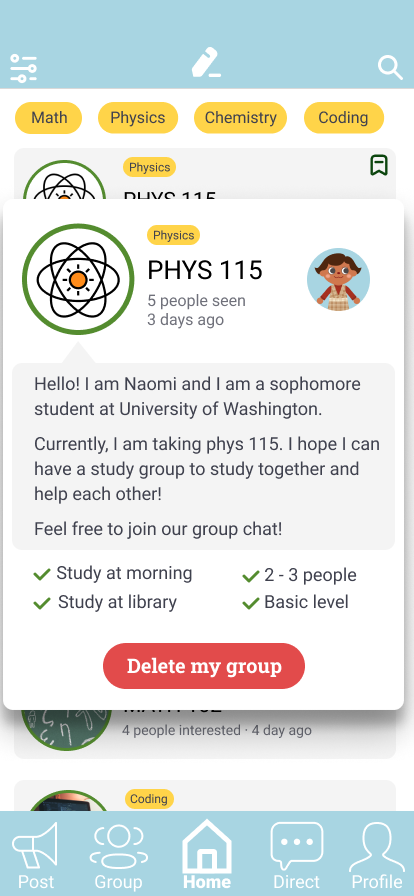 Math Physics Chemistry Coding
Physics
PHYS 115
Physics
PHYS 115
5 people seen
3 days ago
Hello! I am Naomi and I am a sophomore
student at University of Washington.
Currently, I am taking phys 115. I hope I can
have a study group to study together and
help each other!
Feel free to join our group chat!
Study at morning
2 - 3 people
Study at library
Basic level
Delete my group
4 people interested · 4 day ago
Coding
Post Group Home Direct Profile